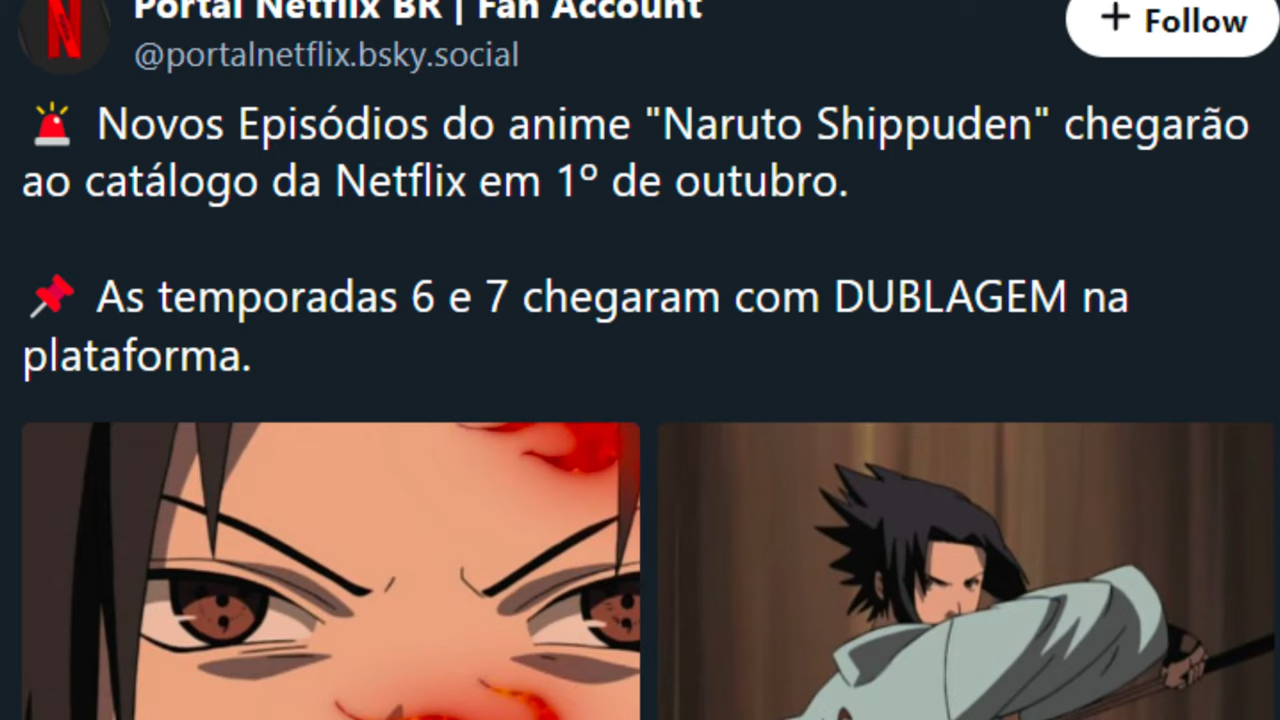 Portal Netflix BR | Fan Account
@portalnetflix.bsky.social
+ Follow
🚨 Novos Episódios do anime "Naruto Shippuden" chegarão
ao catálogo da Netflix em 1º de outubro.
📌 As temporadas 6 e 7 chegaram com DUBLAGEM na
plataforma.